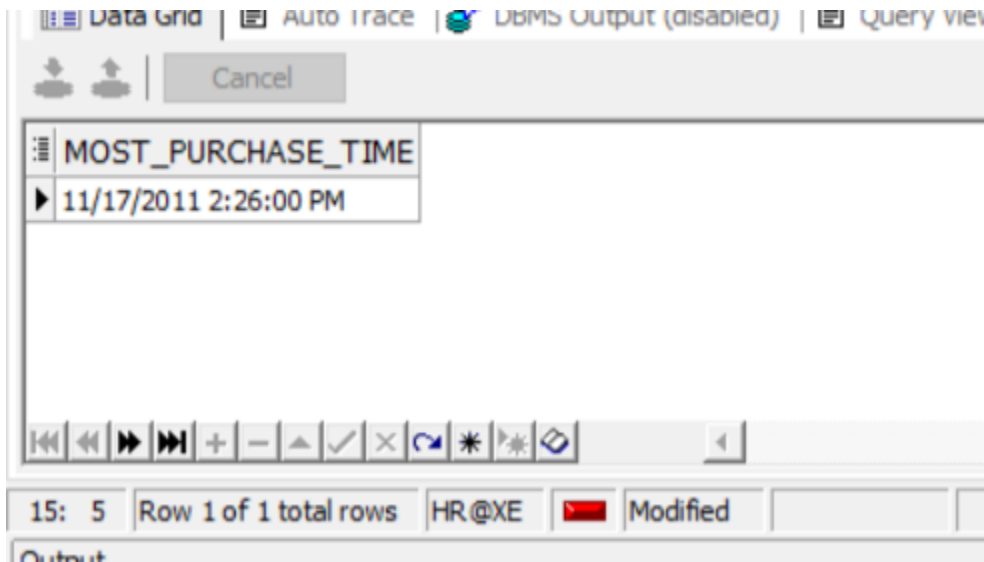 Data Grid Auto Trace DBMS Output (disabled) Query View
Cancel
MOST_PURCHASE_TIME
11/17/2011 2:26:00 PM
15: 5 Row 1 of 1 total rows HR@XE Modified
Output